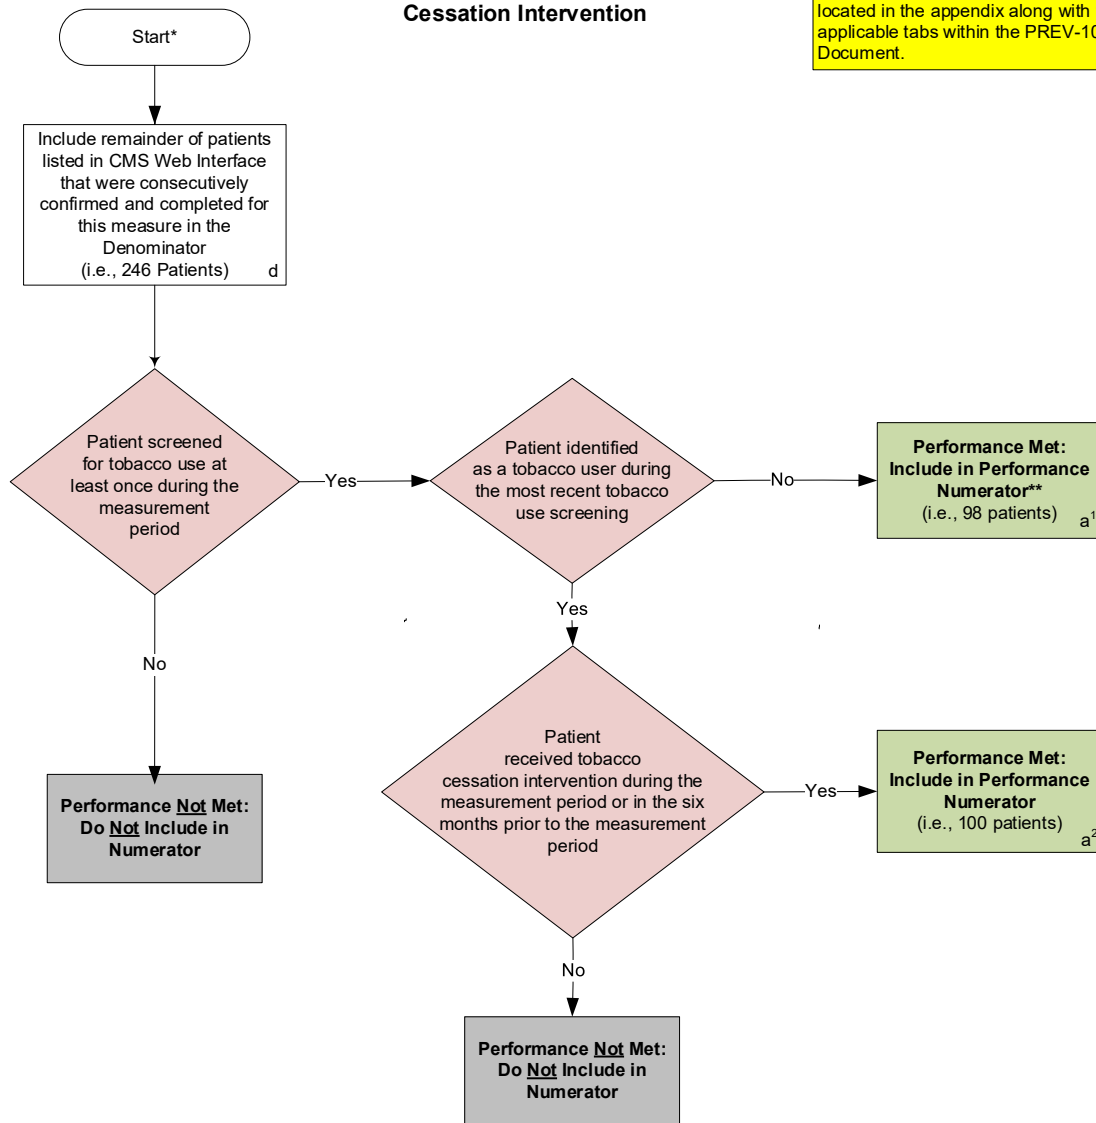 Cessation Intervention
located in the appendix along with
applicable tabs within the PREV-10
Document.
Start*
Include remainder of patients
listed in CMS Web Interface
that were consecutively
confirmed and completed for
this measure in the
Denominator
(i.e., 246 Patients) d
Patient screened
for tobacco use at
least once during the
measurement
period
Yes
Patient identified
as a tobacco user during
the most recent tobacco
use screening
No
Performance Met:
Include in Performance
Numerator**
(i.e., 98 patients) a¹
Yes
No
Patient
received tobacco
cessation intervention during the
measurement period or in the six
months prior to the measurement
period
Yes
Performance Met:
Include in Performance
Numerator
(i.e., 100 patients) a²
Performance Not Met:
Do Not Include in
Numerator
No
Performance Not Met:
Do Not Include in
Numerator